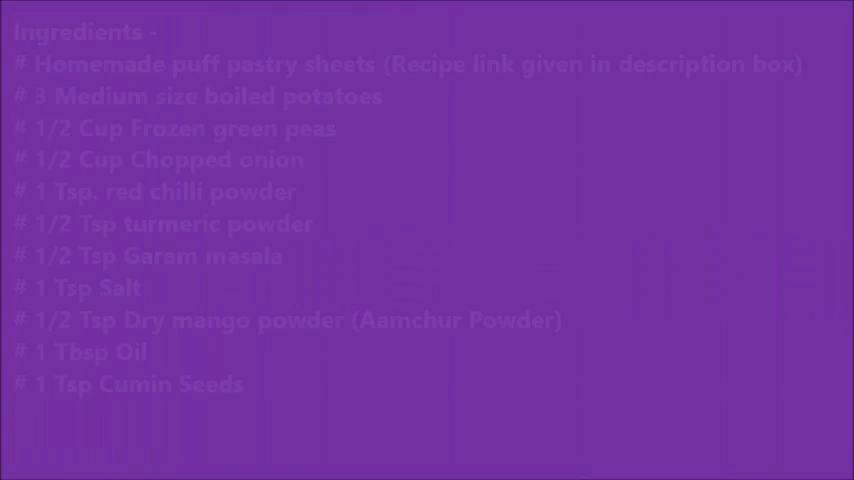 Ingredients -
# Homemade puff pastry sheets (Recipe link given in description box)
# 3 Medium size boiled potatoes
# 1/2 Cup Frozen green peas
# 1/2 Cup Chopped onion
# 1 Tsp. red chilli powder
# 1/2 Tsp turmeric powder
# 1/2 Tsp Garam masala
# 1 Tsp Salt
# 1/2 Tsp Dry mango powder (Aamchur Powder)
# 1 Tbsp Oil
# 1 Tsp Cumin Seeds